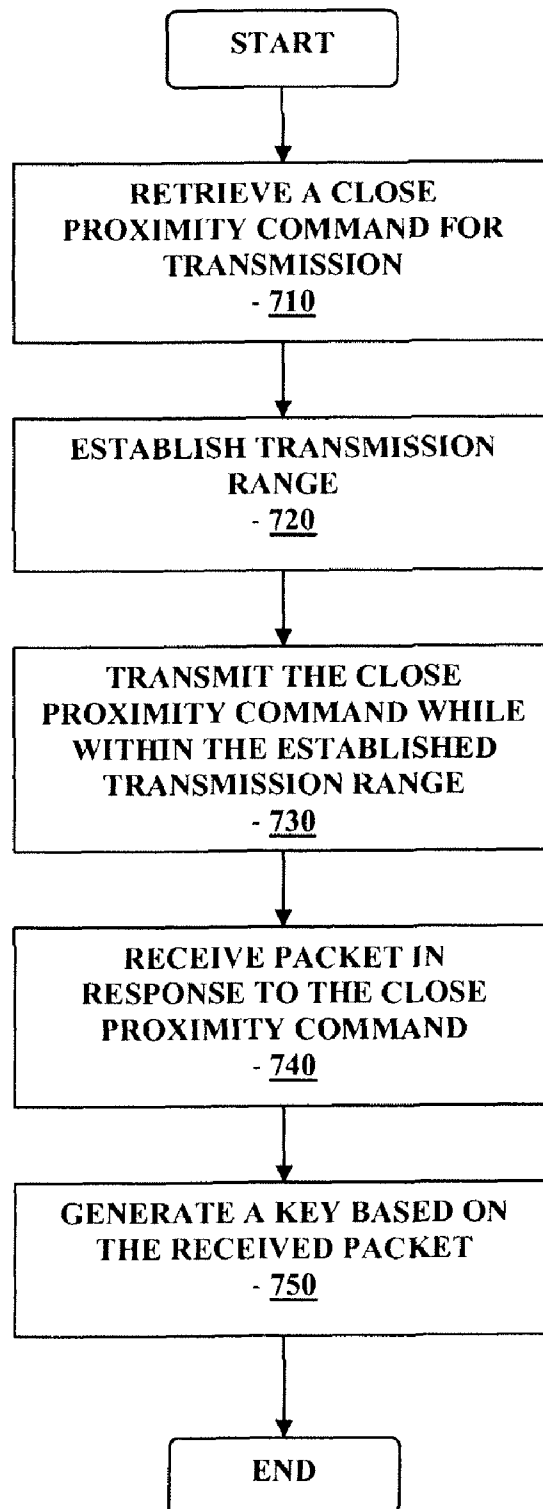 START
RETRIEVE A CLOSE
PROXIMITY COMMAND FOR
TRANSMISSION
- 710
ESTABLISH TRANSMISSION
RANGE
- 720
TRANSMIT THE CLOSE
PROXIMITY COMMAND WHILE
WITHIN THE ESTABLISHED
TRANSMISSION RANGE
- 730
RECEIVE PACKET IN
RESPONSE TO THE CLOSE
PROXIMITY COMMAND
- 740
GENERATE A KEY BASED ON
THE RECEIVED PACKET
- 750
END